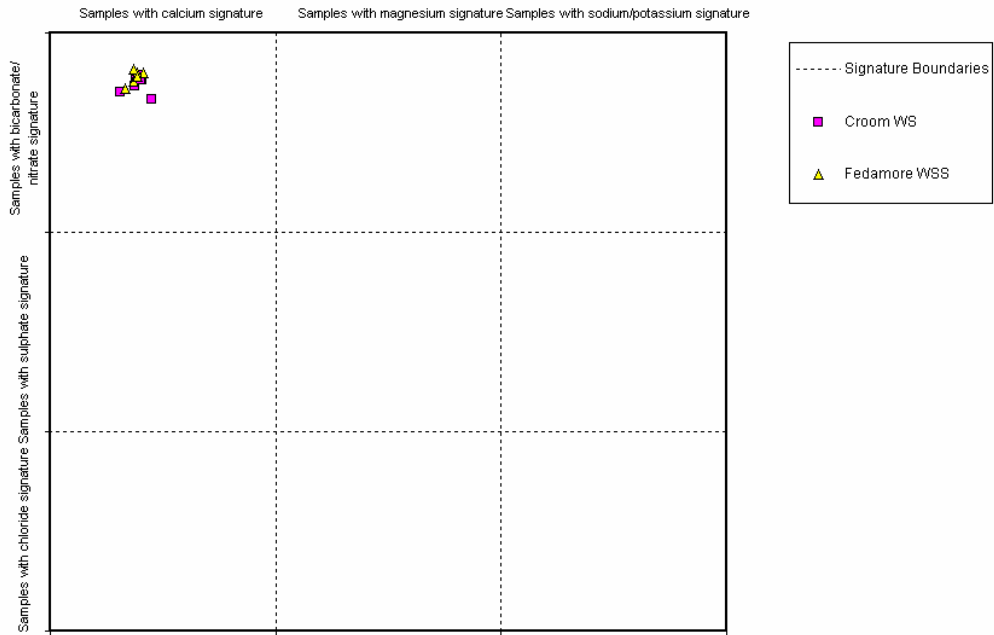 Samples with calcium signature
Samples with magnesium signature
Samples with sodium/potassium signature
Samples with bicarbonate/
nitrate signature
Samples with sulphate signature
Samples with chloride signature
Signature Boundaries
Croom WS
Fedamore WSS